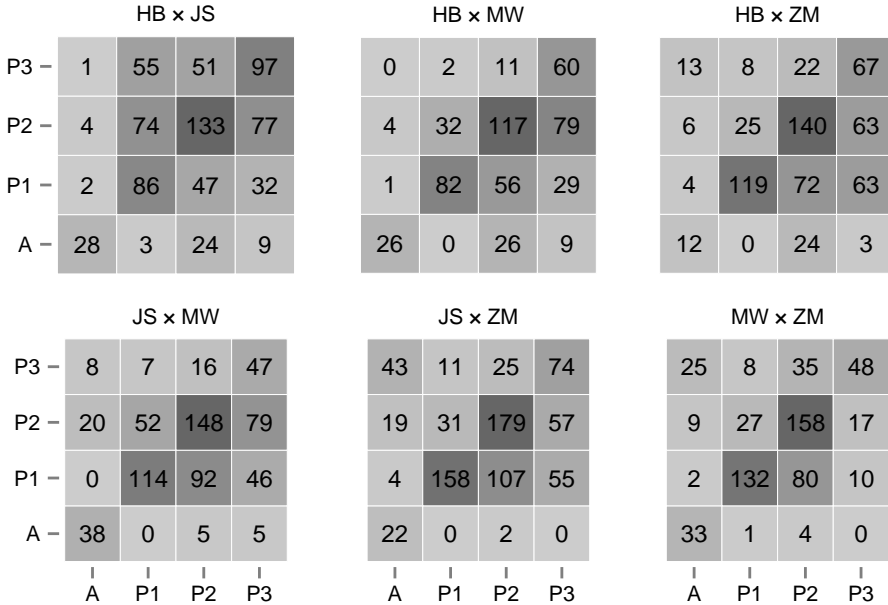 HB × JS HB × MW HB × ZM
P3 1 55 51 97 0 2 11 60 13 8 22 67
P2 4 74 133 77 4 32 117 79 6 25 140 63
P1 2 86 47 32 1 82 56 29 4 119 72 63
A 28 3 24 9 26 0 26 9 12 0 24 3
JS × MW JS × ZM MW × ZM
P3 8 7 16 47 43 11 25 74 25 8 35 48
P2 20 52 148 79 19 31 179 57 9 27 158 17
P1 0 114 92 46 4 158 107 55 2 132 80 10
A 38 0 5 5 22 0 2 0 33 1 4 0
A P1 P2 P3 A P1 P2 P3 A P1 P2 P3